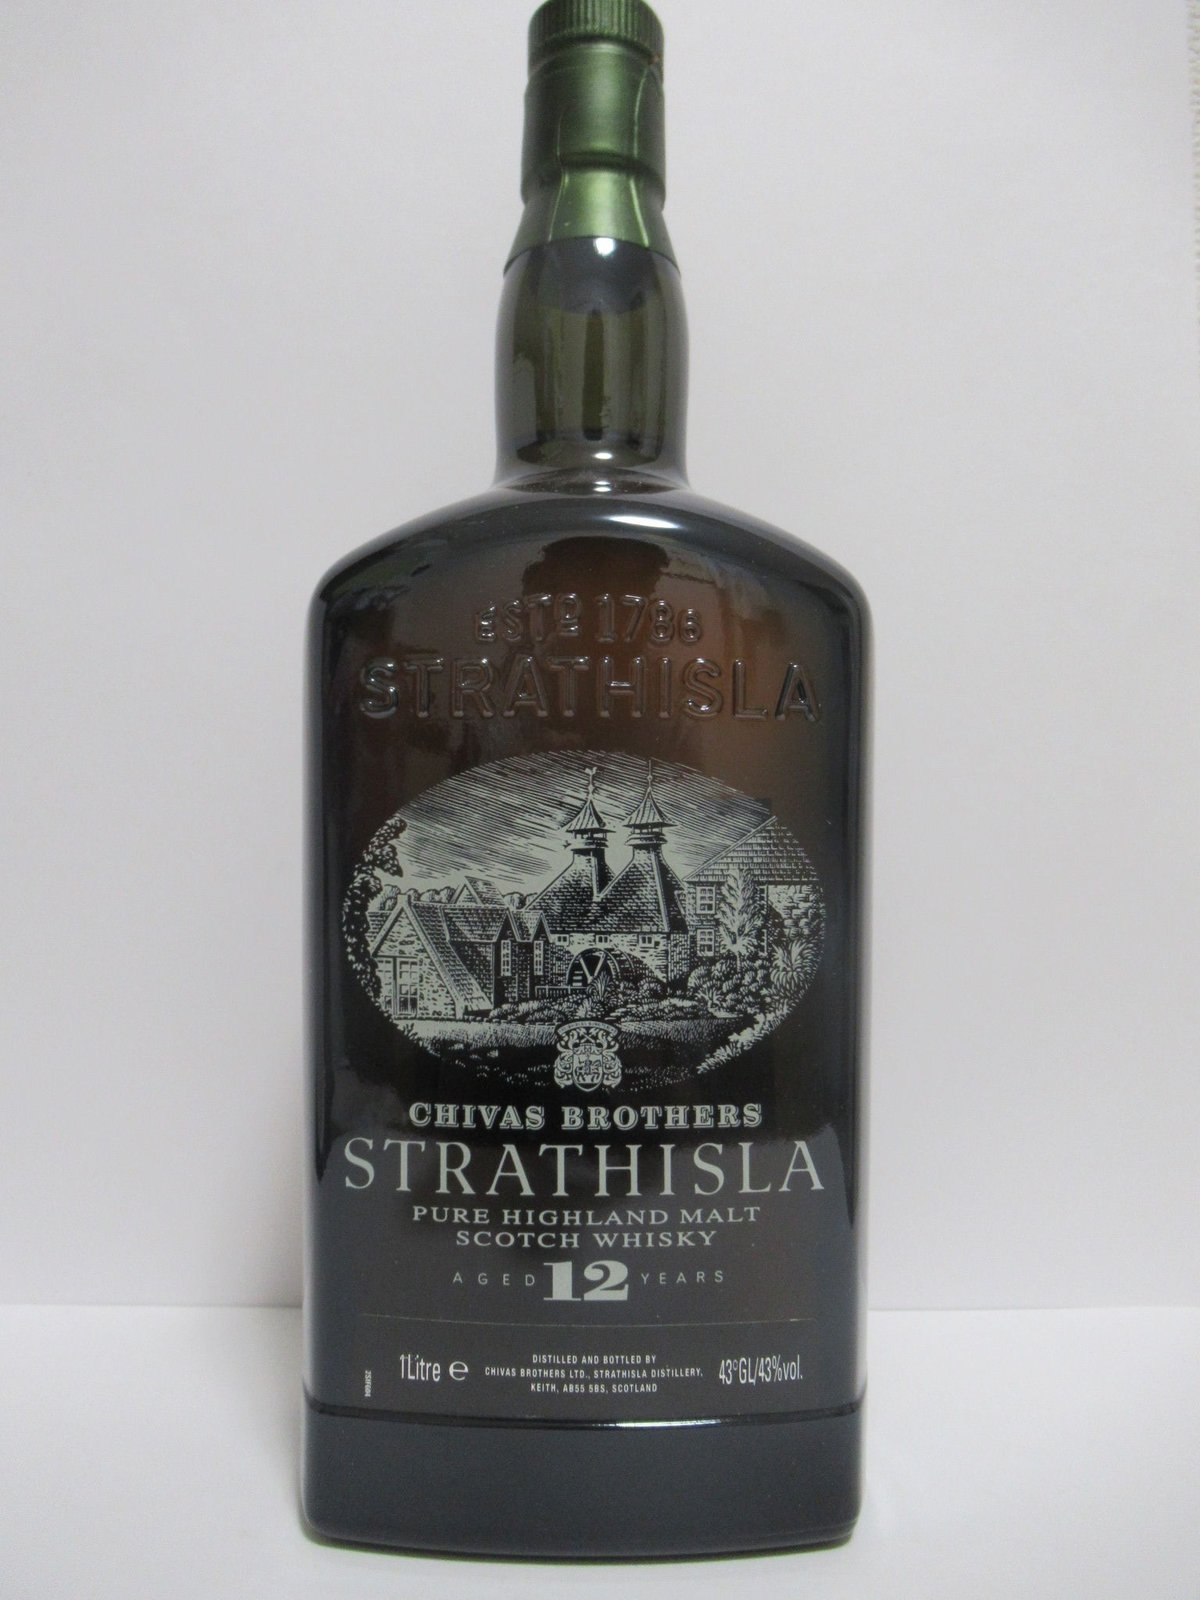 ESTD 1786
STRATHISLA
CHIVAS BROTHERS
STRATHISLA
PURE HIGHLAND MALT
SCOTCH WHISKY
AGED 12 YEARS
1Litre ℮
DISTILLED AND BOTTLED BY
CHIVAS BROTHERS LTD., STRATHISLA DISTILLERY,
KEITH, AB55 5BS, SCOTLAND
43°GL/43%vol.